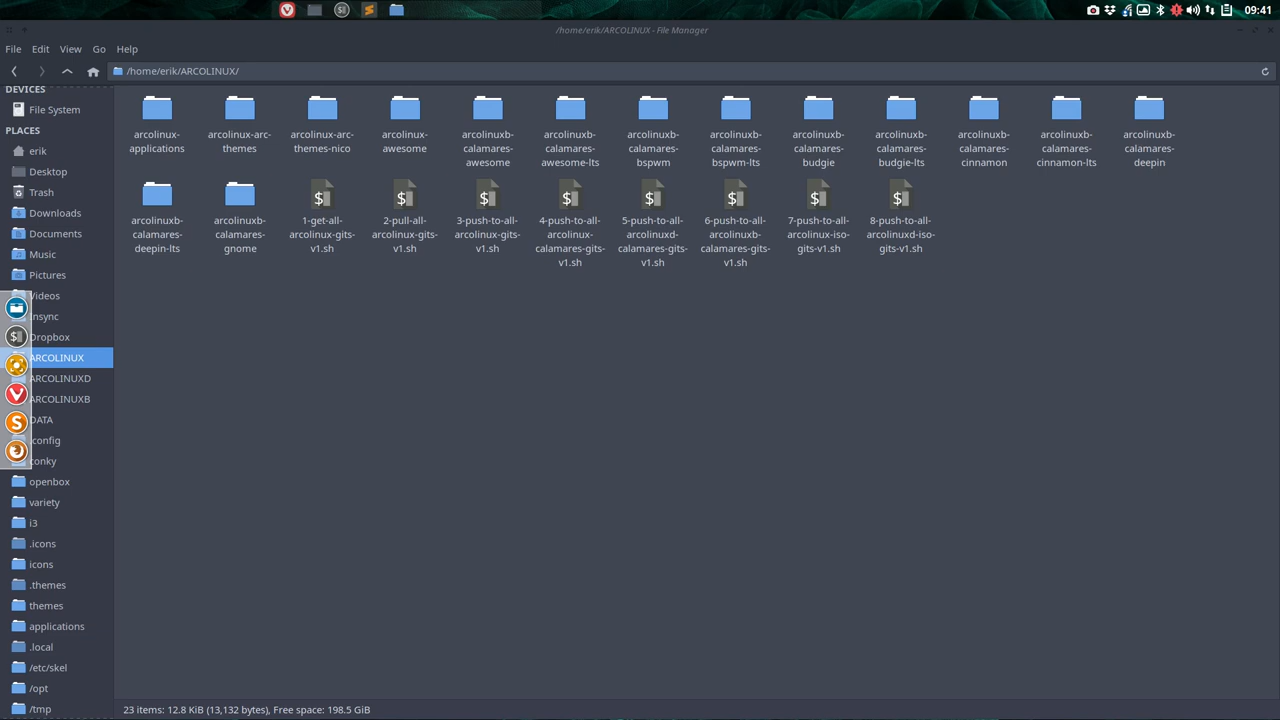 09:41
/home/erik/ARCOLINUX - File Manager
File Edit View Go Help
/home/erik/ARCOLINUX/
DEVICES
File System
PLACES
erik
Desktop
Trash
Downloads
Documents
Music
Pictures
Videos
Insync
Dropbox
ARCOLINUX
ARCOLINUXD
ARCOLINUXB
DATA
.config
conky
openbox
variety
i3
.icons
icons
.themes
themes
applications
.local
/etc/skel
/opt
/tmp
arcolinux-
applications
arcolinux-arc-
themes
arcolinux-arc-
themes-nico
arcolinux-
awesome
arcolinuxb-
calamares-
awesome
arcolinuxb-
calamares-
awesome-lts
arcolinuxb-
calamares-
bspwm
arcolinuxb-
calamares-
bspwm-lts
arcolinuxb-
calamares-
budgie
arcolinuxb-
calamares-
budgie-lts
arcolinuxb-
calamares-
cinnamon
arcolinuxb-
calamares-
cinnamon-lts
arcolinuxb-
calamares-
deepin
arcolinuxb-
calamares-
deepin-lts
arcolinuxb-
calamares-
gnome
1-get-all-
arcolinux-gits-
v1.sh
2-pull-all-
arcolinux-gits-
v1.sh
3-push-to-all-
arcolinux-gits-
v1.sh
4-push-to-all-
arcolinux-
calamares-gits-
v1.sh
5-push-to-all-
arcolinuxd-
calamares-gits-
v1.sh
6-push-to-all-
arcolinuxb-
calamares-gits-
v1.sh
7-push-to-all-
arcolinux-iso-
gits-v1.sh
8-push-to-all-
arcolinuxd-iso-
gits-v1.sh
23 items: 12.8 KiB (13,132 bytes), Free space: 198.5 GiB